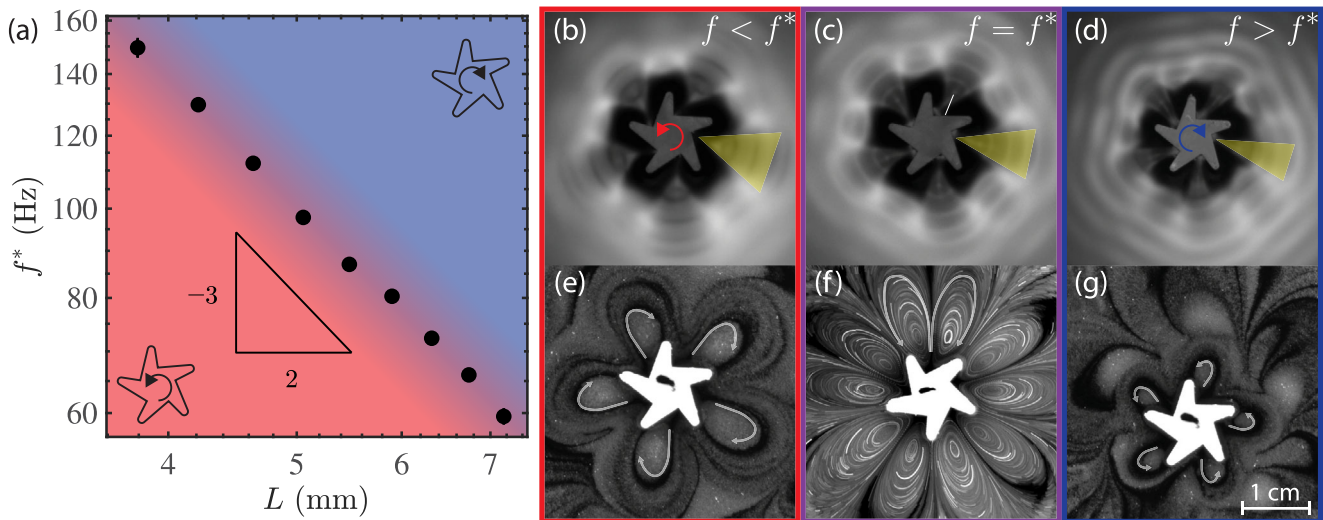 (a)
160
140
120
100
80
60
f* (Hz)
−3
2
4
5
6
7
L (mm)
(b)
f < f*
(c)
f = f*
(d)
f > f*
(e)
(f)
(g)
1 cm